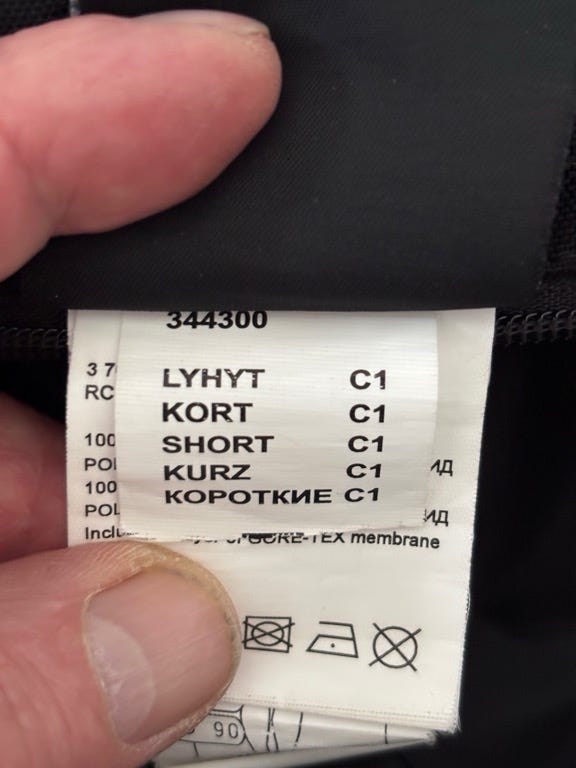 344300
LYHYT C1
KORT C1
SHORT C1
KURZ C1
КОРОТКИЕ C1
3 7
RC
100
POL
100
POL
ИД
ИД
GORE-TEX membrane
90